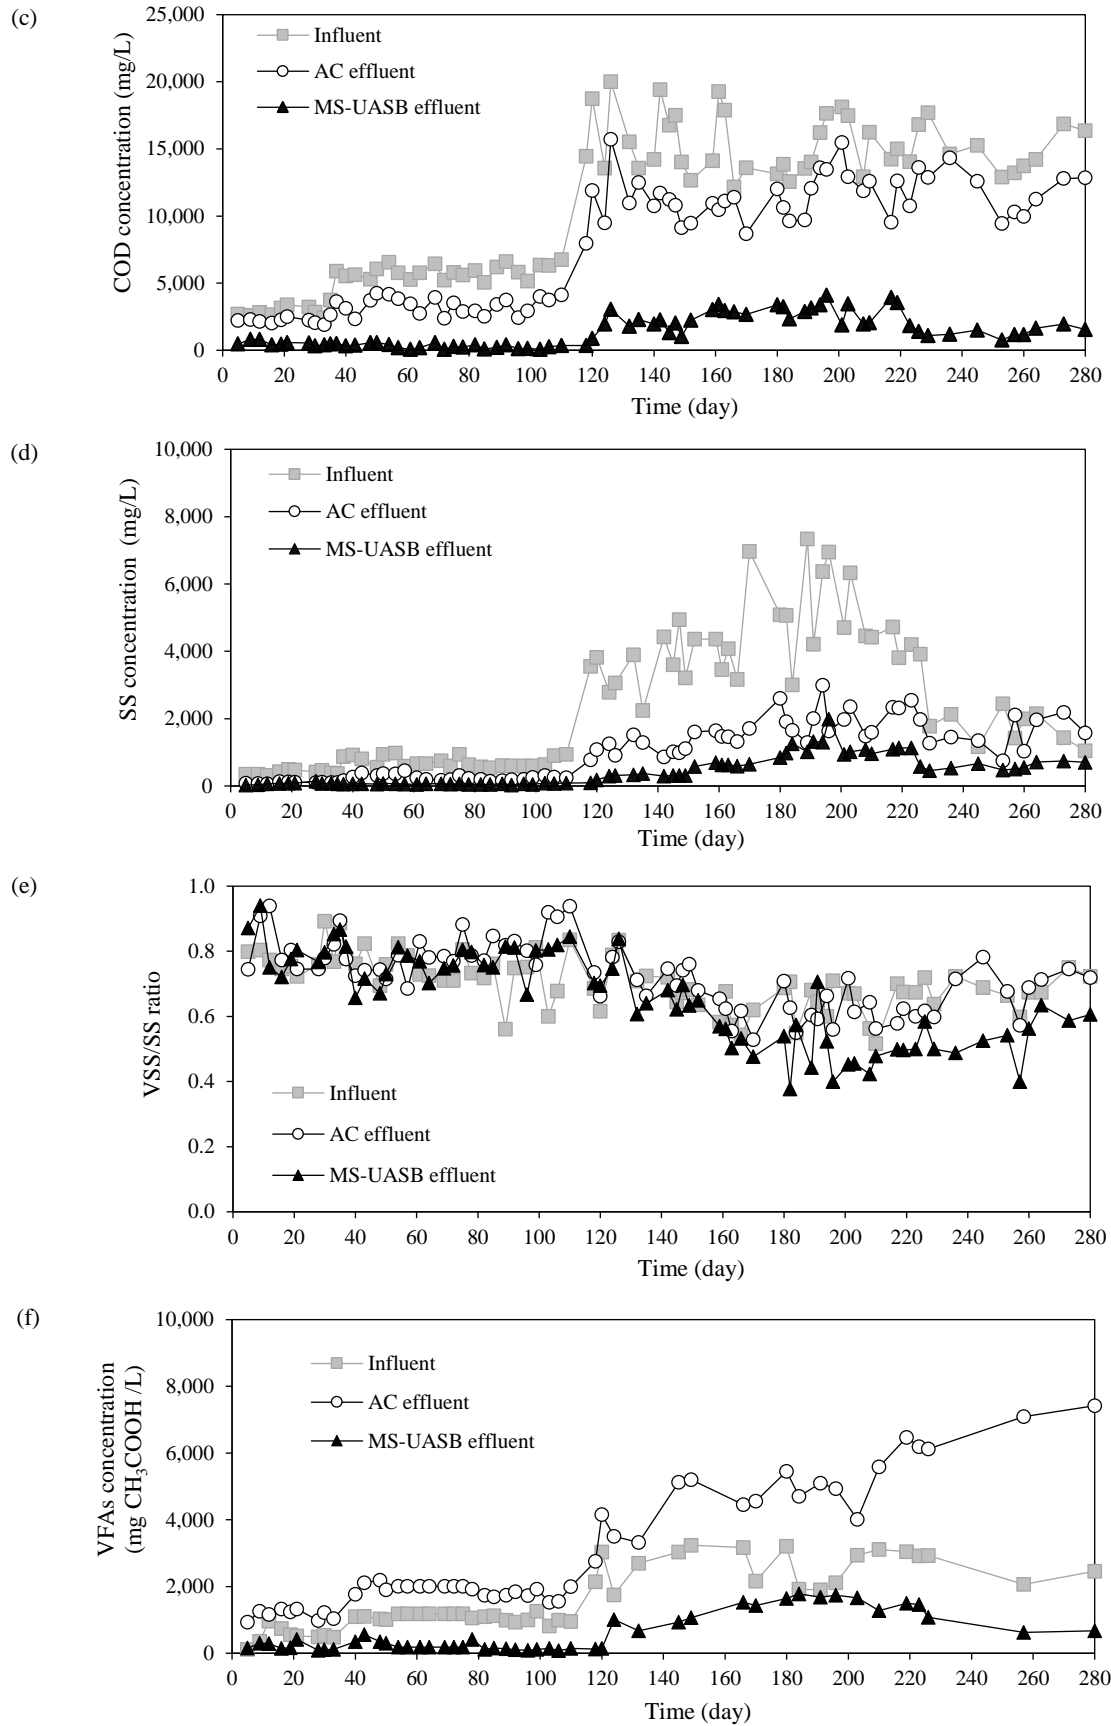 (c)
25,000
20,000
15,000
10,000
5,000
0
COD concentration (mg/L)
Influent
AC effluent
MS-UASB effluent
0 20 40 60 80 100 120 140 160 180 200 220 240 260 280
Time (day)
(d)
10,000
8,000
6,000
4,000
2,000
0
SS concentration (mg/L)
Influent
AC effluent
MS-UASB effluent
0 20 40 60 80 100 120 140 160 180 200 220 240 260 280
Time (day)
(e)
1.0
0.8
0.6
0.4
0.2
0.0
VSS/SS ratio
Influent
AC effluent
MS-UASB effluent
0 20 40 60 80 100 120 140 160 180 200 220 240 260 280
Time (day)
(f)
10,000
8,000
6,000
4,000
2,000
0
VFAs concentration
(mg CH₃COOH /L)
Influent
AC effluent
MS-UASB effluent
0 20 40 60 80 100 120 140 160 180 200 220 240 260 280
Time (day)